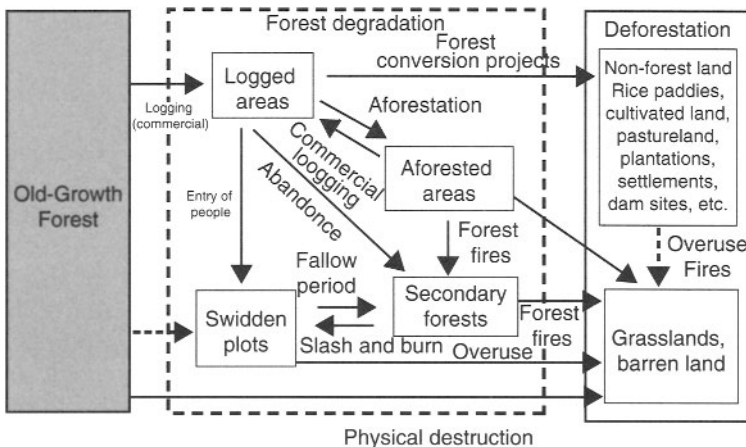 Forest degradation
Deforestation
Old-Growth
Forest
Logging
(commercial)
Logged
areas
Forest
conversion projects
Non-forest land
Rice paddies,
cultivated land,
pastureland,
plantations,
settlements,
dam sites, etc.
Aforestation
Commercial
loogging
Abandonce
Aforested
areas
Entry of
people
Forest
fires
Overuse
Fires
Fallow
period
Swidden
plots
Secondary
forests
Forest
fires
Slash and burn
Overuse
Grasslands,
barren land
Physical destruction